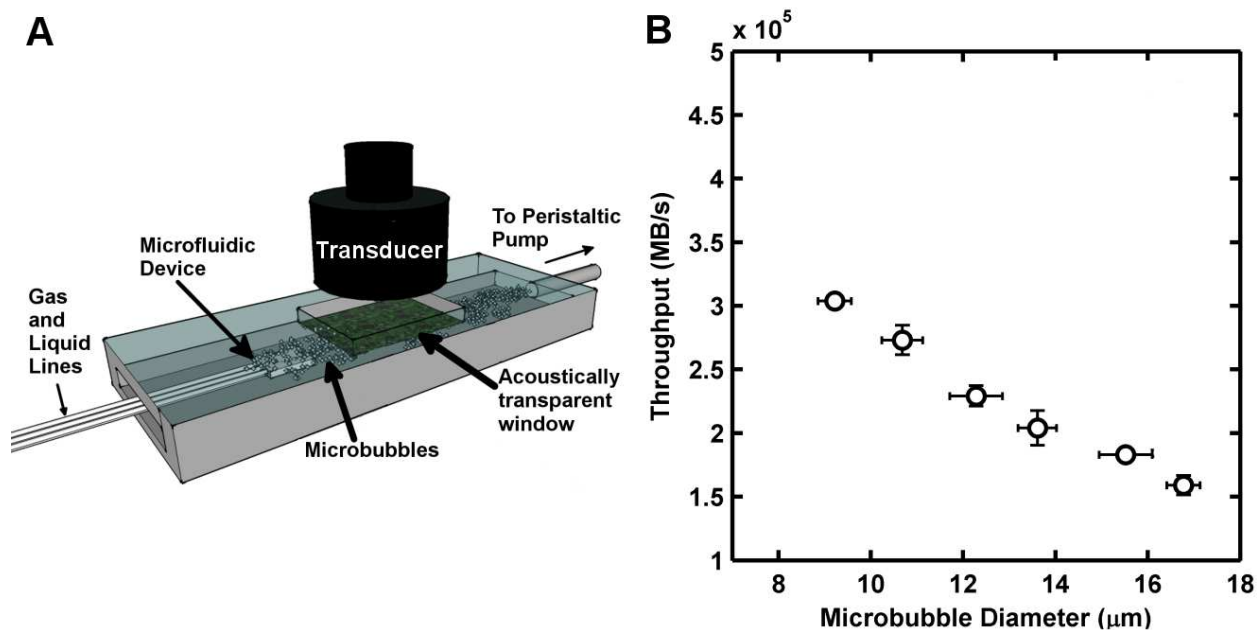 A
Transducer
To Peristaltic
Pump
Microfluidic
Device
Gas
and
Liquid
Lines
Acoustically
transparent
window
Microbubbles
B
x 10^5
5
4.5
4
3.5
3
2.5
2
1.5
1
Throughput (MB/s)
8 10 12 14 16 18
Microbubble Diameter (μm)